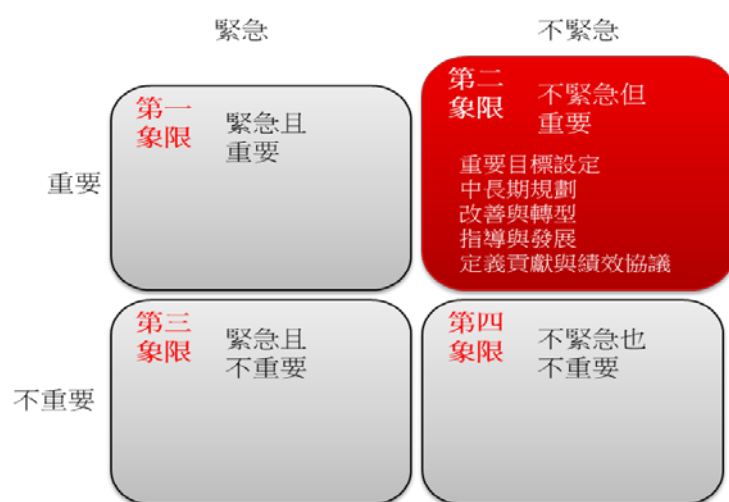 緊急
不緊急
第一
象限
緊急且
重要
第二
象限
不緊急但
重要
重要目標設定
中長期規劃
改善與轉型
指導與發展
定義貢獻與績效協議
重要
第三
象限
緊急且
不重要
第四
象限
不緊急也
不重要
不重要